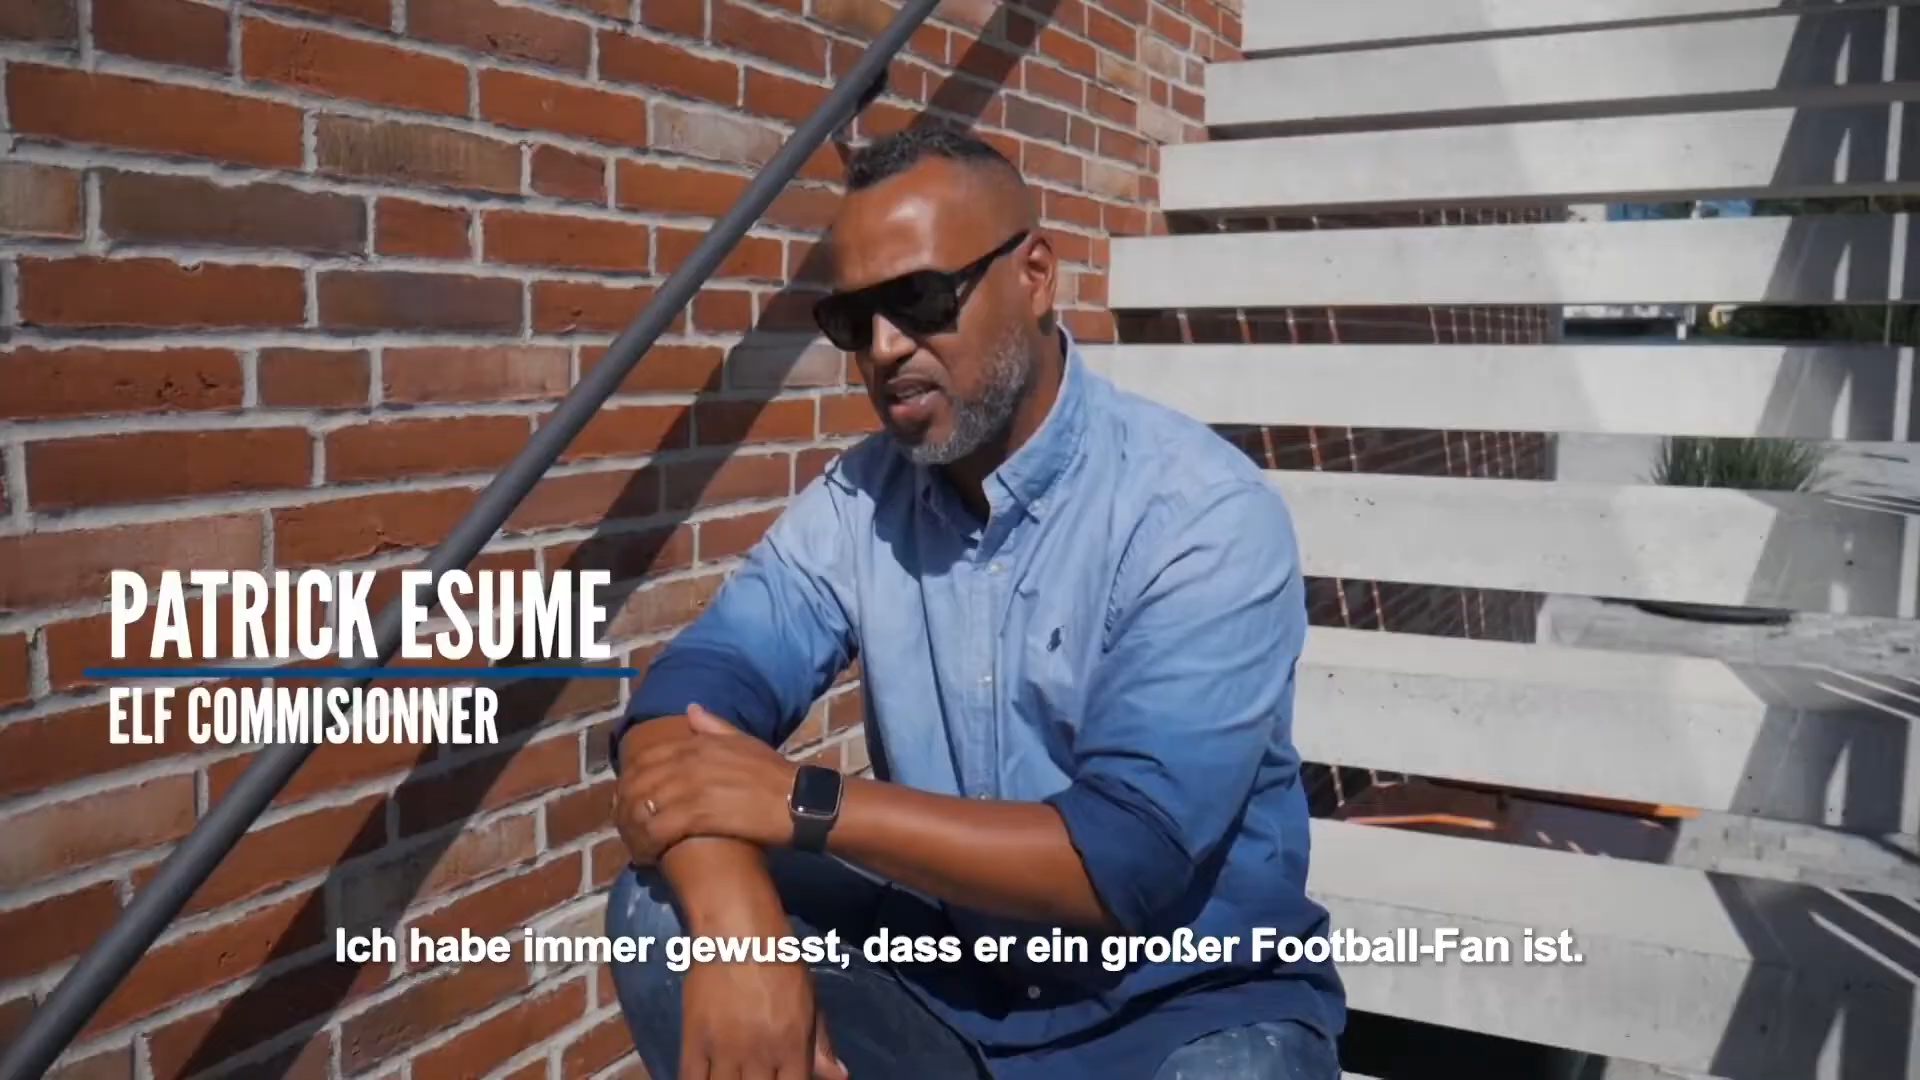 PATRICK ESUME
ELF COMMISIONNER
Ich habe immer gewusst, dass er ein großer Football-Fan ist.